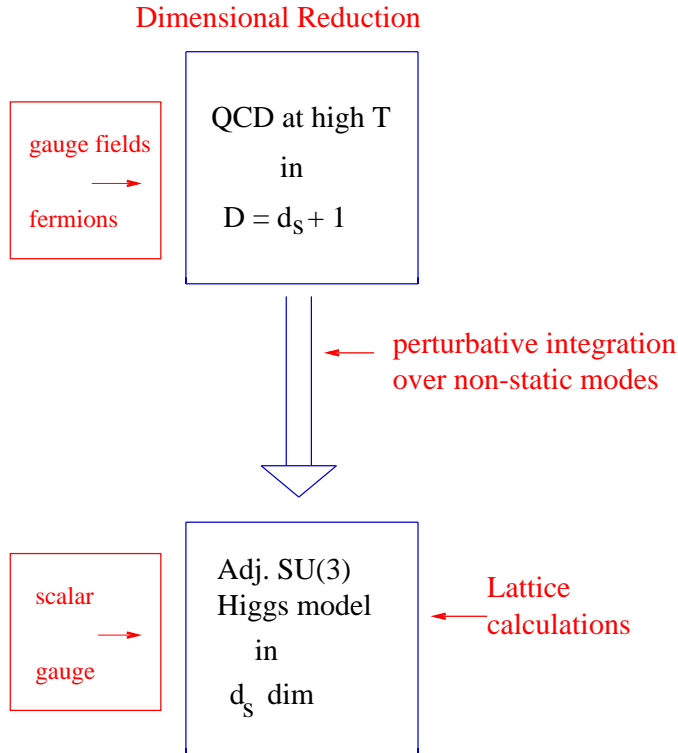 Dimensional Reduction
QCD at high T
in
D = dₛ + 1
gauge fields
fermions
perturbative integration
over non-static modes
Adj. SU(3)
Higgs model
in
dₛ dim
scalar
gauge
Lattice
calculations